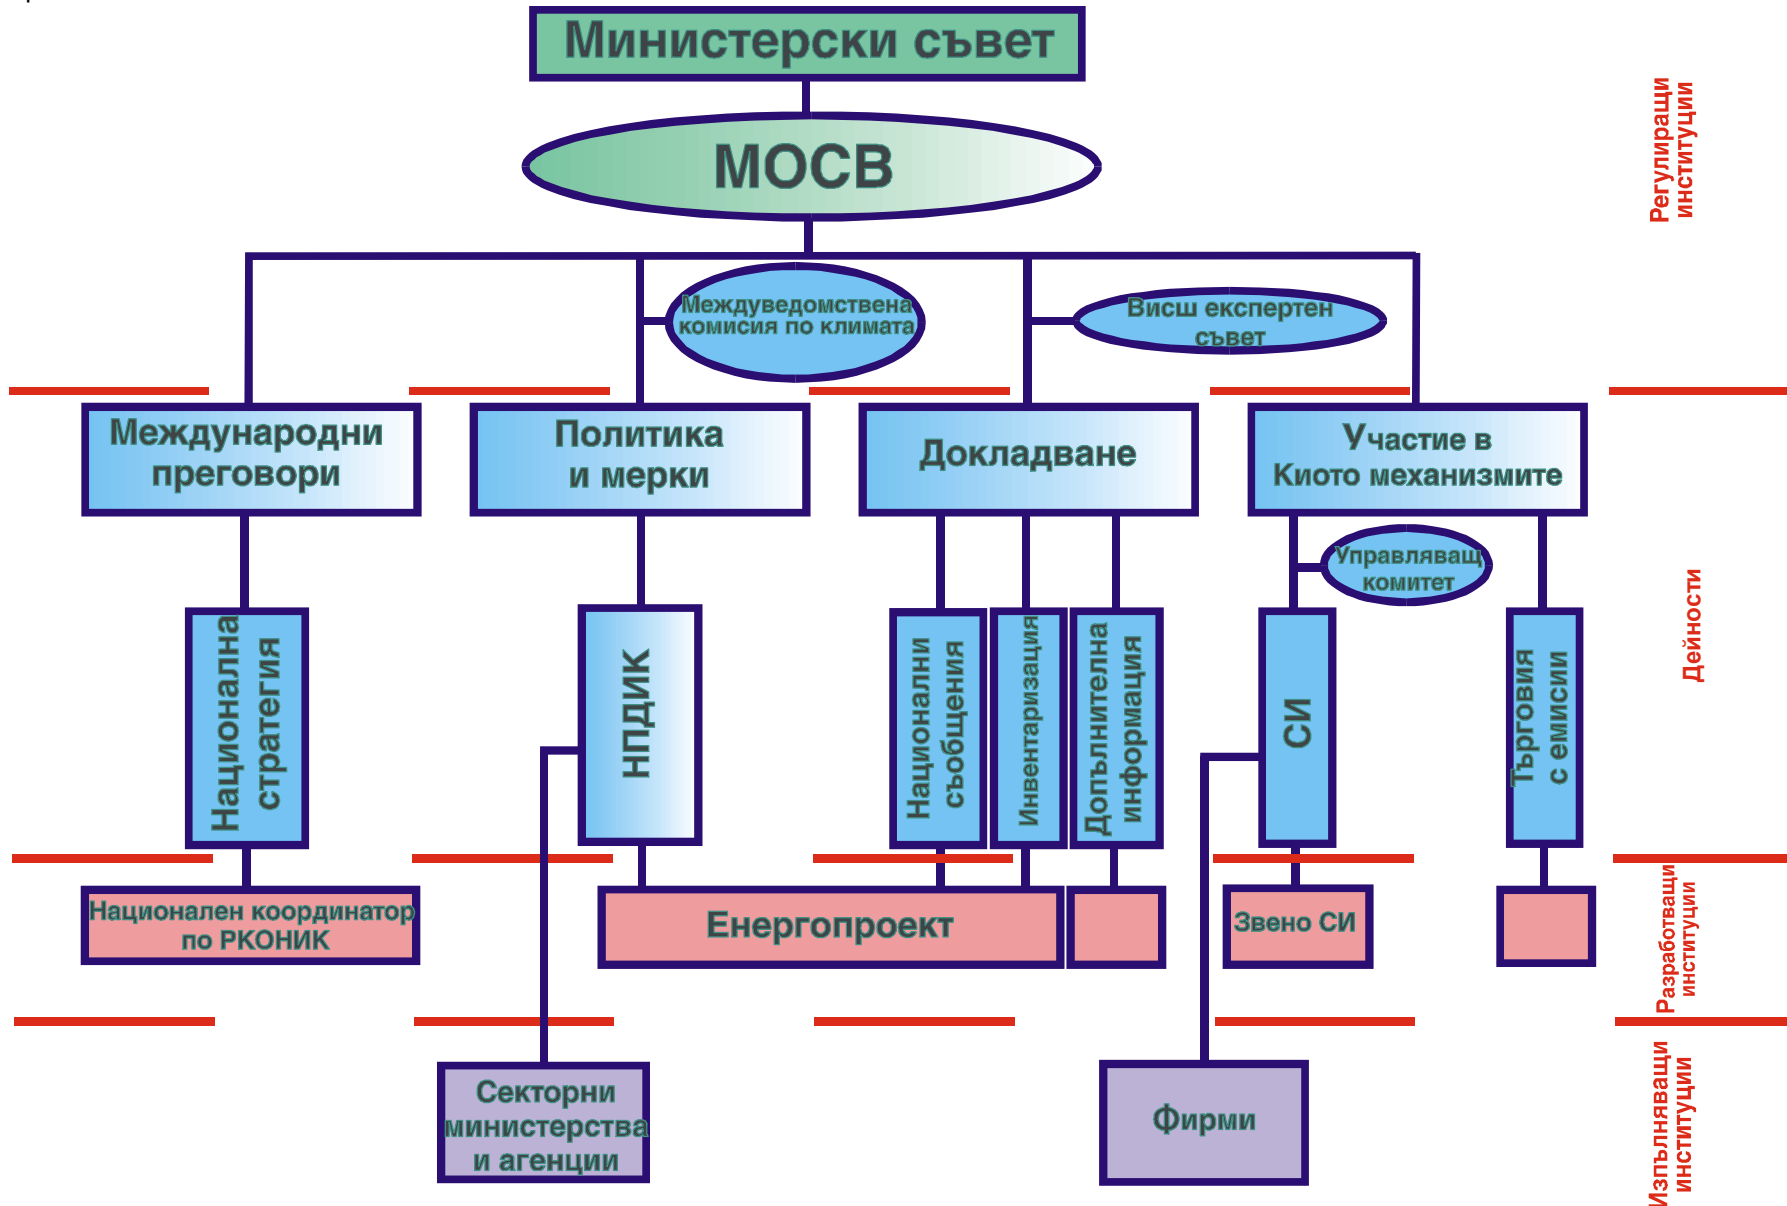 Министерски съвет
МОСВ
Регулиращи
институции
Междуведомствена
комисия по климата
Висш експертен
съвет
Международни
преговори
Политика
и мерки
Докладване
Участие в
Киото механизмите
Управляващ
комитет
Дейности
Национална
стратегия
НПДИК
Национални
съобщения
Инвентаризация
Допълнителна
информация
СИ
Търговия
с емисии
Национален координатор
по РКОНИК
Енергопроект
Звено СИ
Разработващи
институции
Секторни
министерства
и агенции
Фирми
Изпълняващи
институции